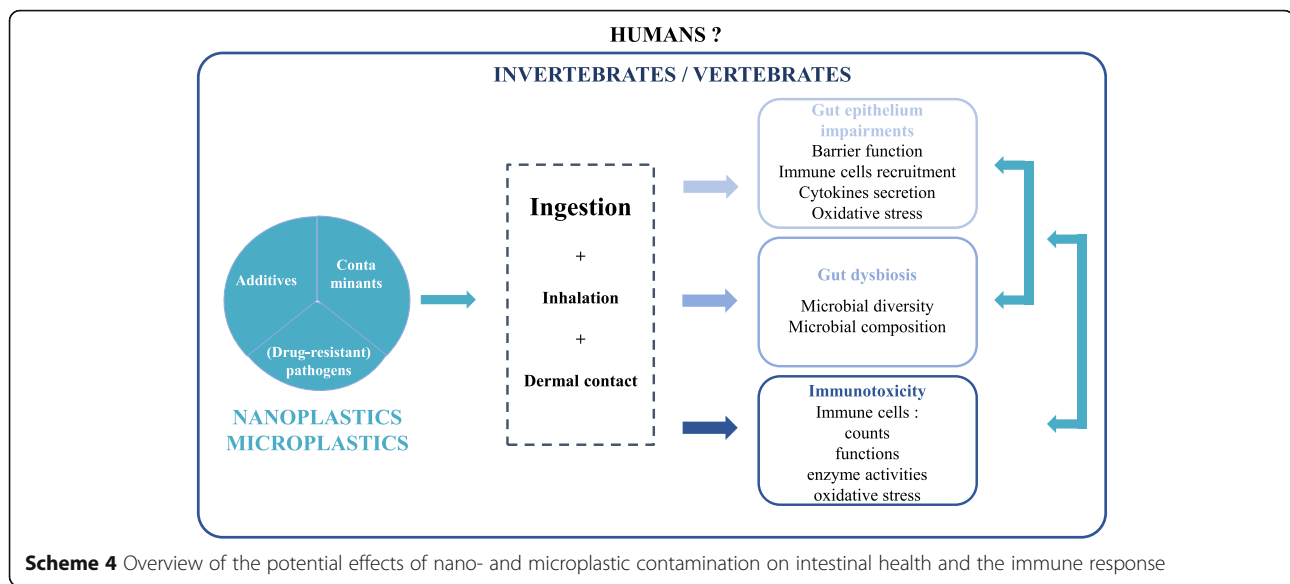 HUMANS ?
INVERTEBRATES / VERTEBRATES
Additives
Conta
minants
(Drug-resistant)
pathogens
NANOPLASTICS
MICROPLASTICS
Ingestion
+
Inhalation
+
Dermal contact
Gut epithelium
impairments
Barrier function
Immune cells recruitment
Cytokines secretion
Oxidative stress
Gut dysbiosis
Microbial diversity
Microbial composition
Immunotoxicity
Immune cells :
counts
functions
enzyme activities
oxidative stress
Scheme 4 Overview of the potential effects of nano- and microplastic contamination on intestinal health and the immune response